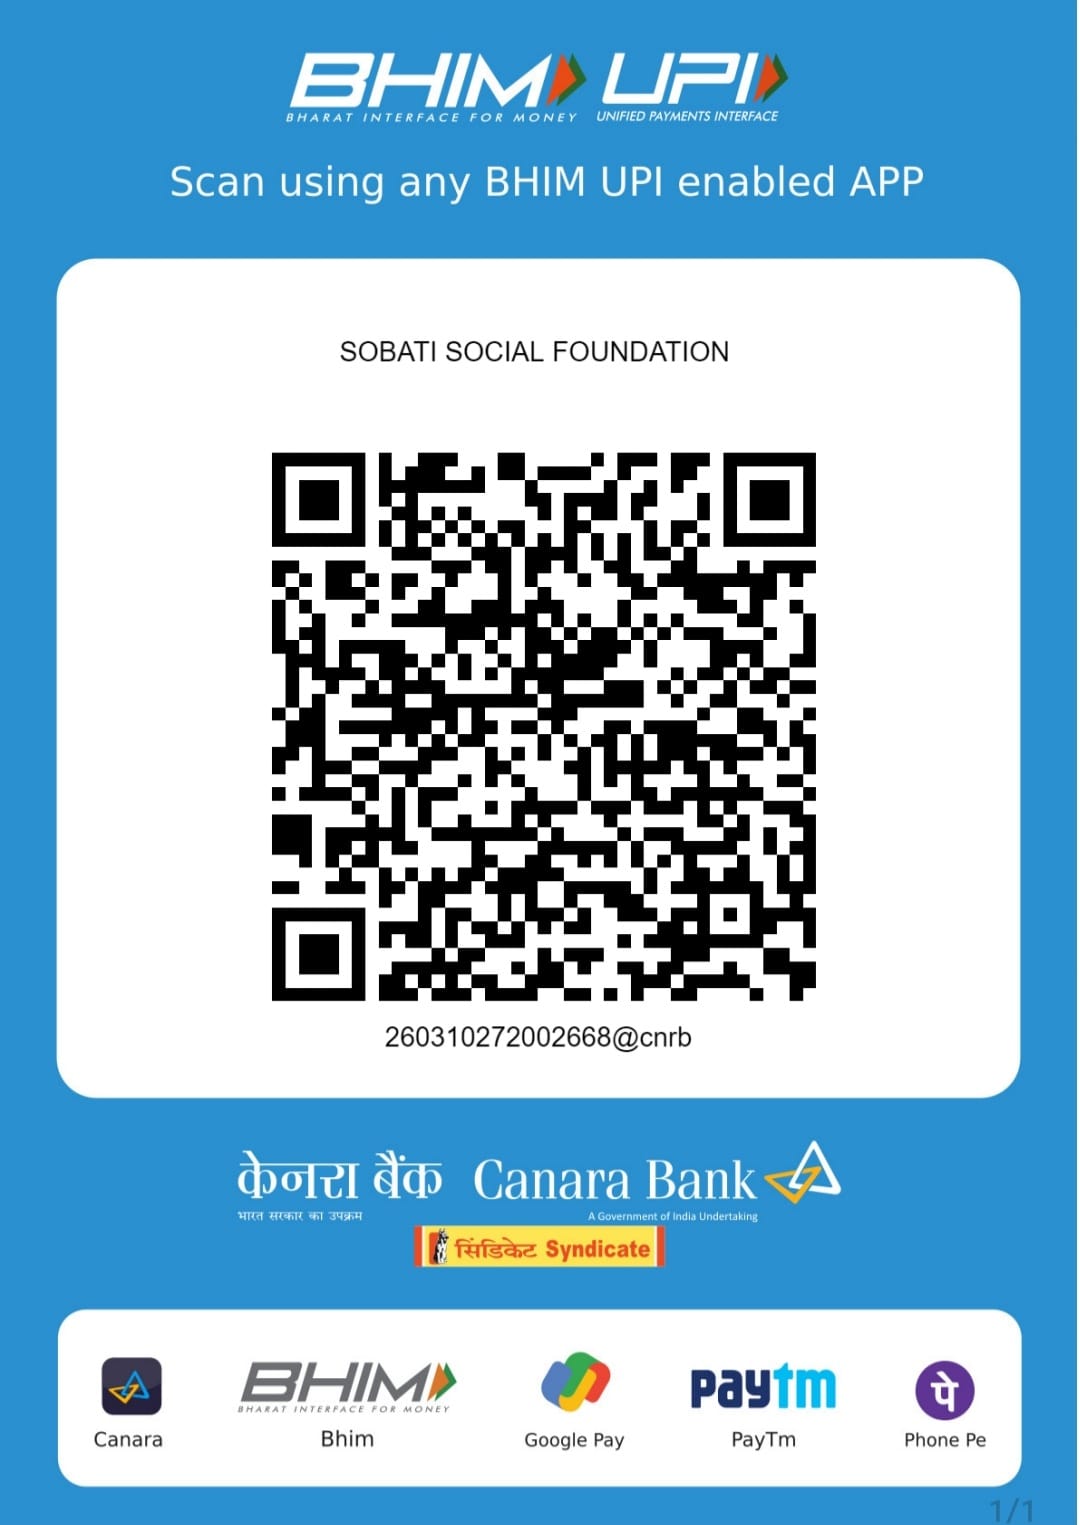 BHIM UPI
BHARAT INTERFACE FOR MONEY UNIFIED PAYMENTS INTERFACE
Scan using any BHIM UPI enabled APP
SOBATI SOCIAL FOUNDATION
260310272002668@cnrb
केनरा बैंक Canara Bank
भारत सरकार का उपक्रम A Government of India Undertaking
सिंडिकेट Syndicate
BHIM paytm पे
BHARAT INTERFACE FOR MONEY
Canara Bhim Google Pay PayTm Phone Pe
1/1